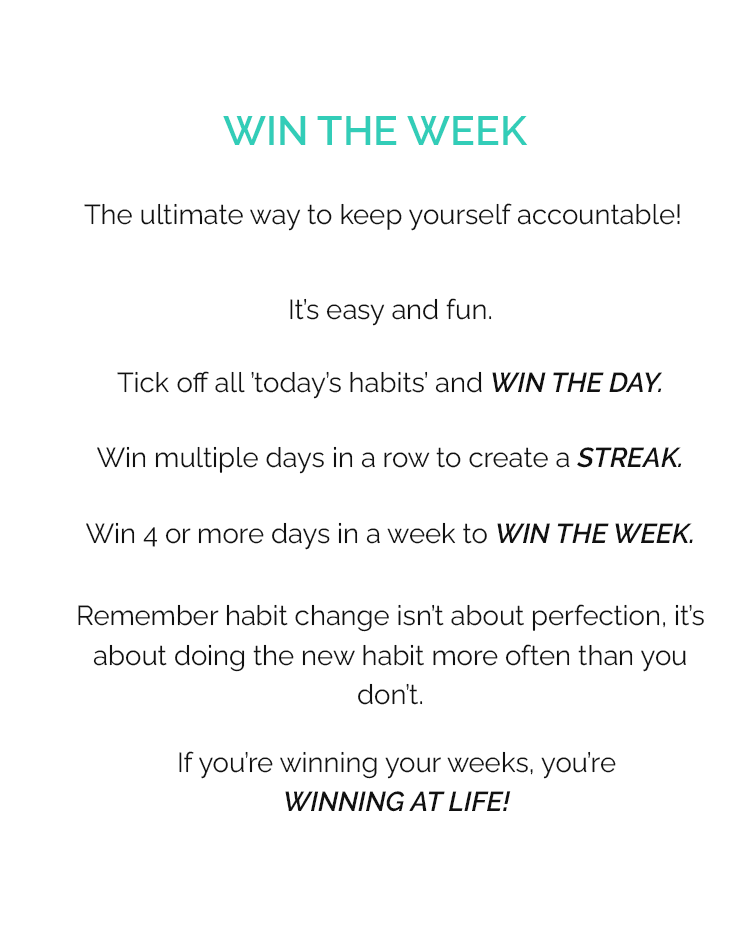 WIN THE WEEK
The ultimate way to keep yourself accountable!
It's easy and fun.
Tick off all 'today's habits' and WIN THE DAY.
Win multiple days in a row to create a STREAK.
Win 4 or more days in a week to WIN THE WEEK.
Remember habit change isn't about perfection, it's
about doing the new habit more often than you
don't.
If you're winning your weeks, you're
WINNING AT LIFE!